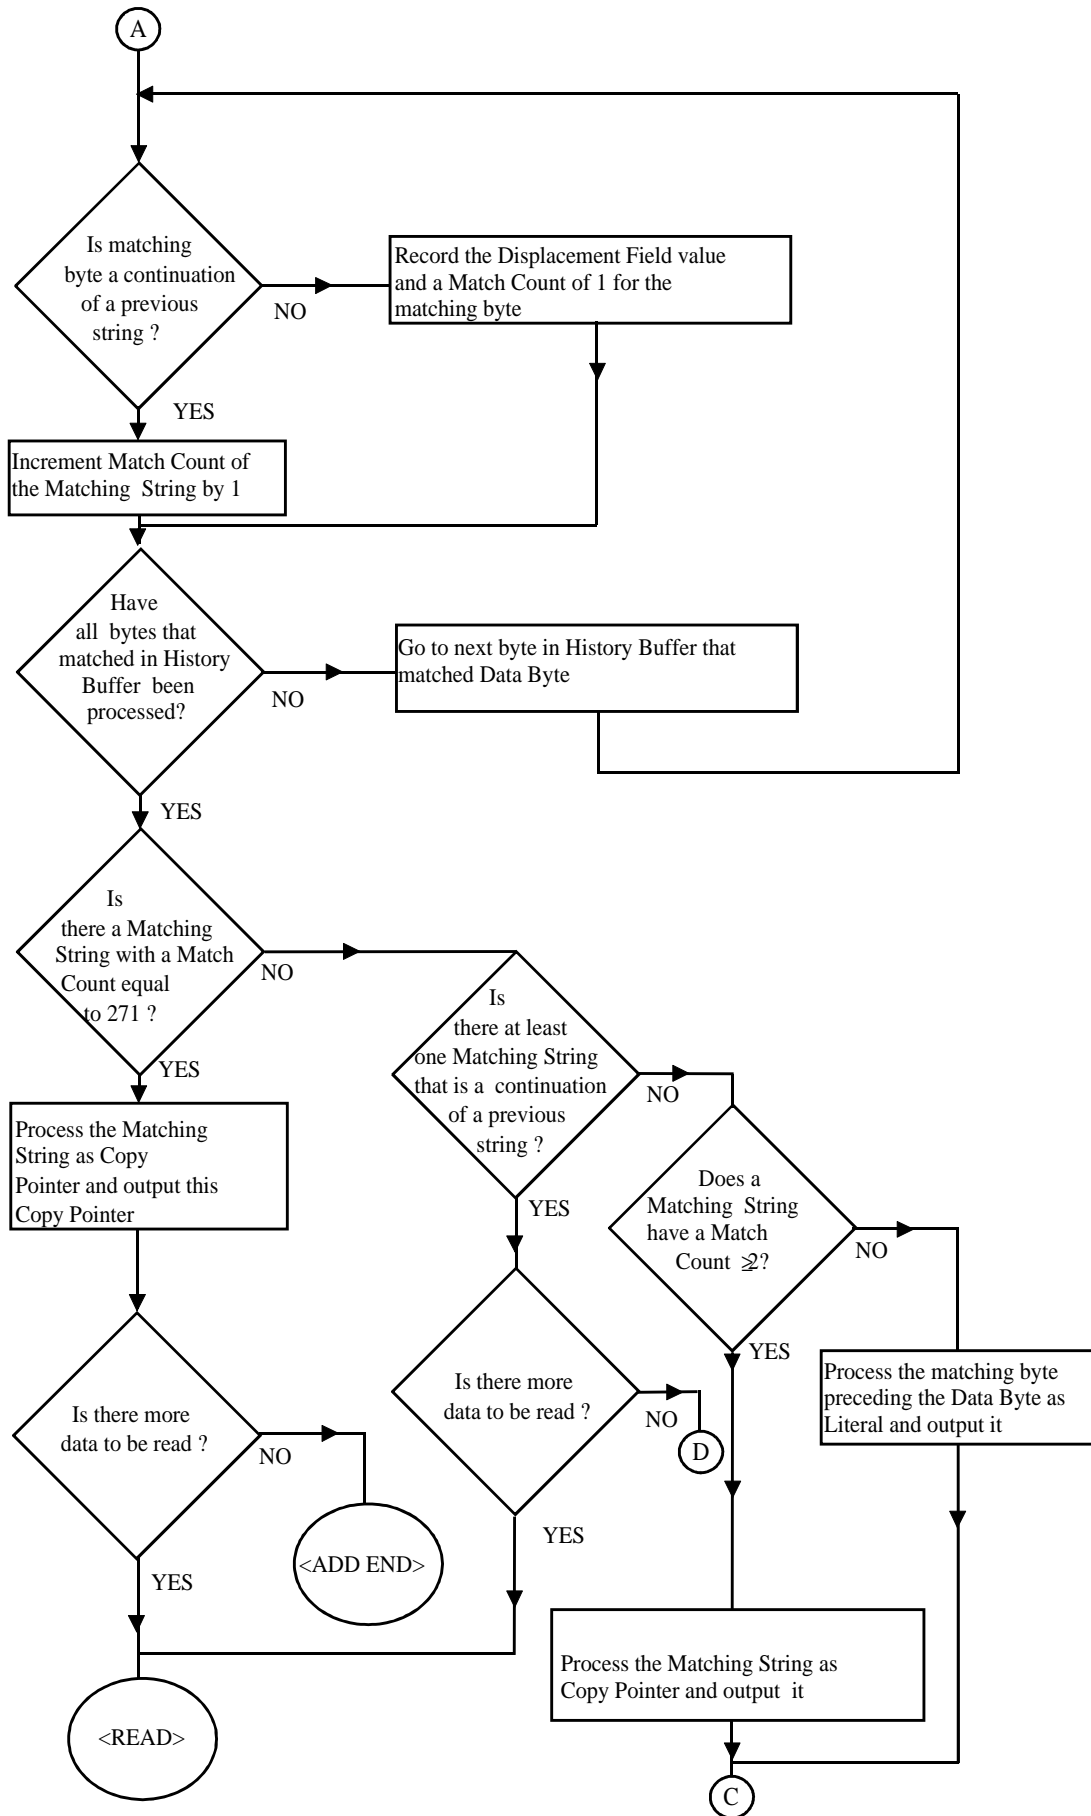 A
Is matching
byte a continuation
of a previous
string ?
NO
Record the Displacement Field value
and a Match Count of 1 for the
matching byte
YES
Increment Match Count of
the Matching String by 1
Have
all bytes that
matched in History
Buffer been
processed?
NO
Go to next byte in History Buffer that
matched Data Byte
YES
Is
there a Matching
String with a Match
Count equal
to 271 ?
NO
YES
Is
there at least
one Matching String
that is a continuation
of a previous
string ?
NO
YES
Process the Matching
String as Copy
Pointer and output this
Copy Pointer
Does a
Matching String
have a Match
Count ≥2?
NO
YES
Process the matching byte
preceding the Data Byte as
Literal and output it
Is there more
data to be read ?
NO
YES
<ADD END>
Is there more
data to be read ?
NO
D
YES
Process the Matching String as
Copy Pointer and output it
<READ>
C